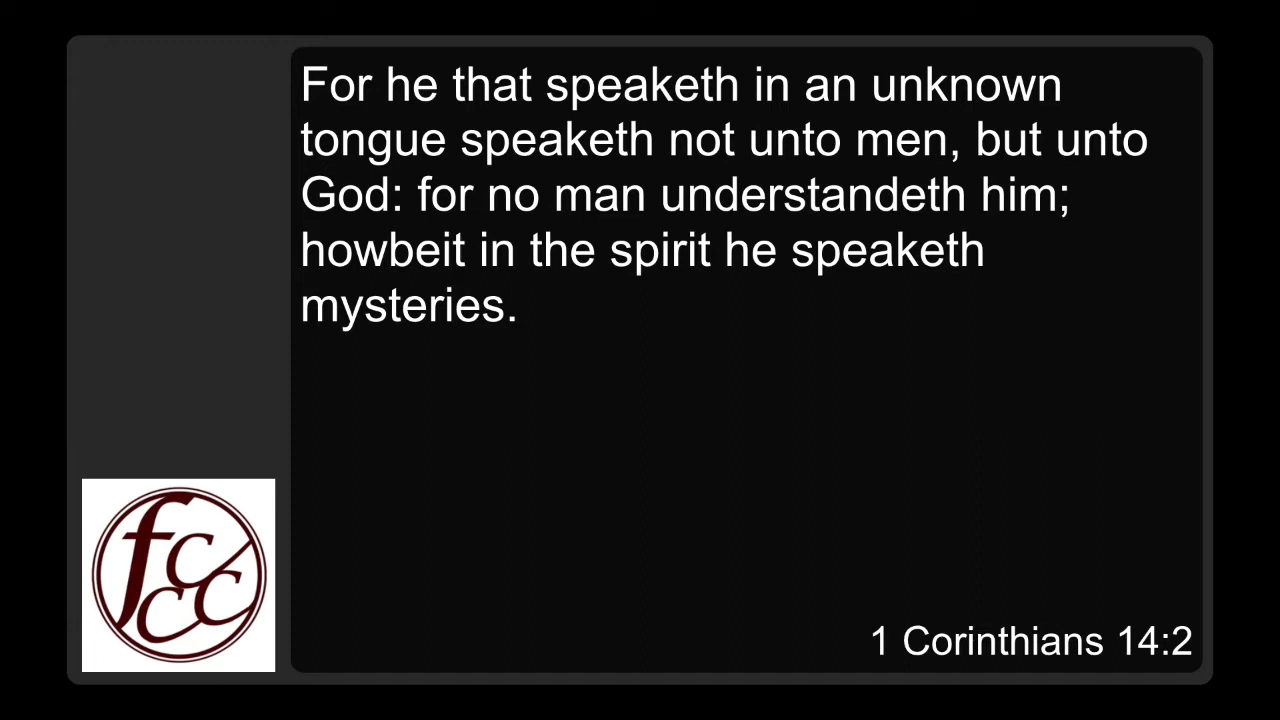 For he that speaketh in an unknown
tongue speaketh not unto men, but unto
God: for no man understandeth him;
howbeit in the spirit he speaketh
mysteries.
fcccc
1 Corinthians 14:2